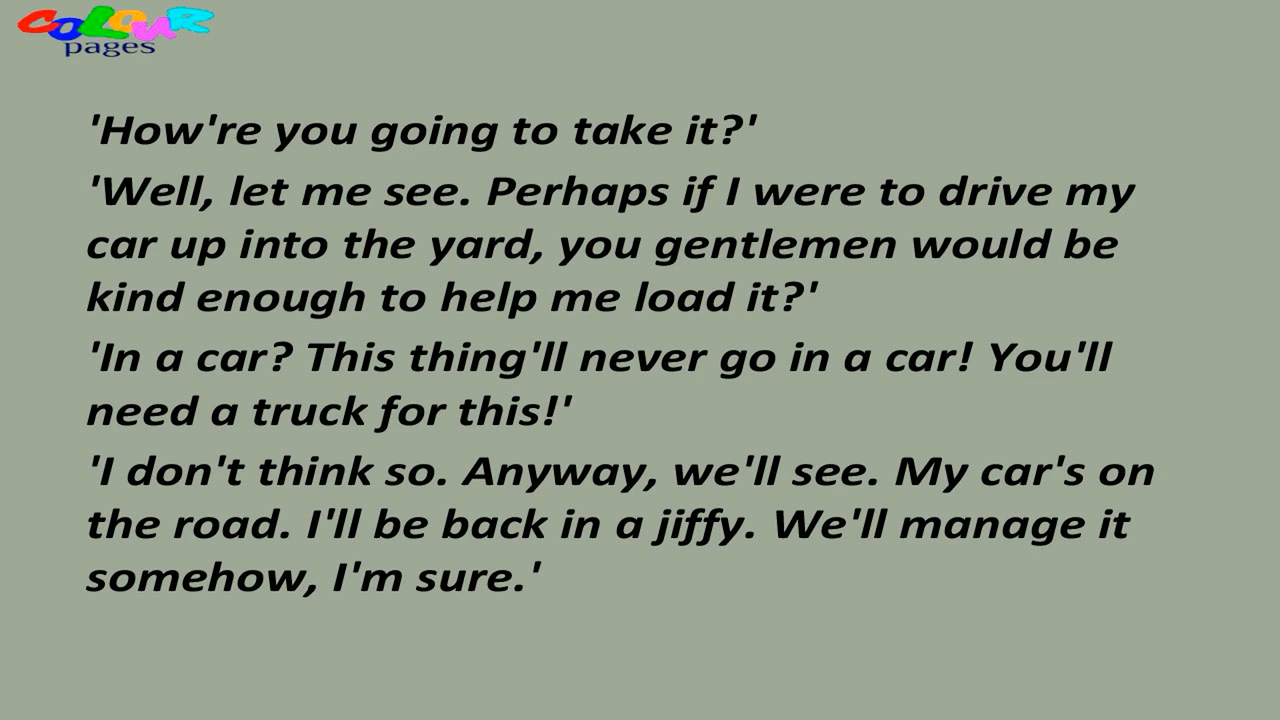 COLOUR
pages
'How're you going to take it?'
'Well, let me see. Perhaps if I were to drive my
car up into the yard, you gentlemen would be
kind enough to help me load it?'
'In a car? This thing'll never go in a car! You'll
need a truck for this!'
'I don't think so. Anyway, we'll see. My car's on
the road. I'll be back in a jiffy. We'll manage it
somehow, I'm sure.'